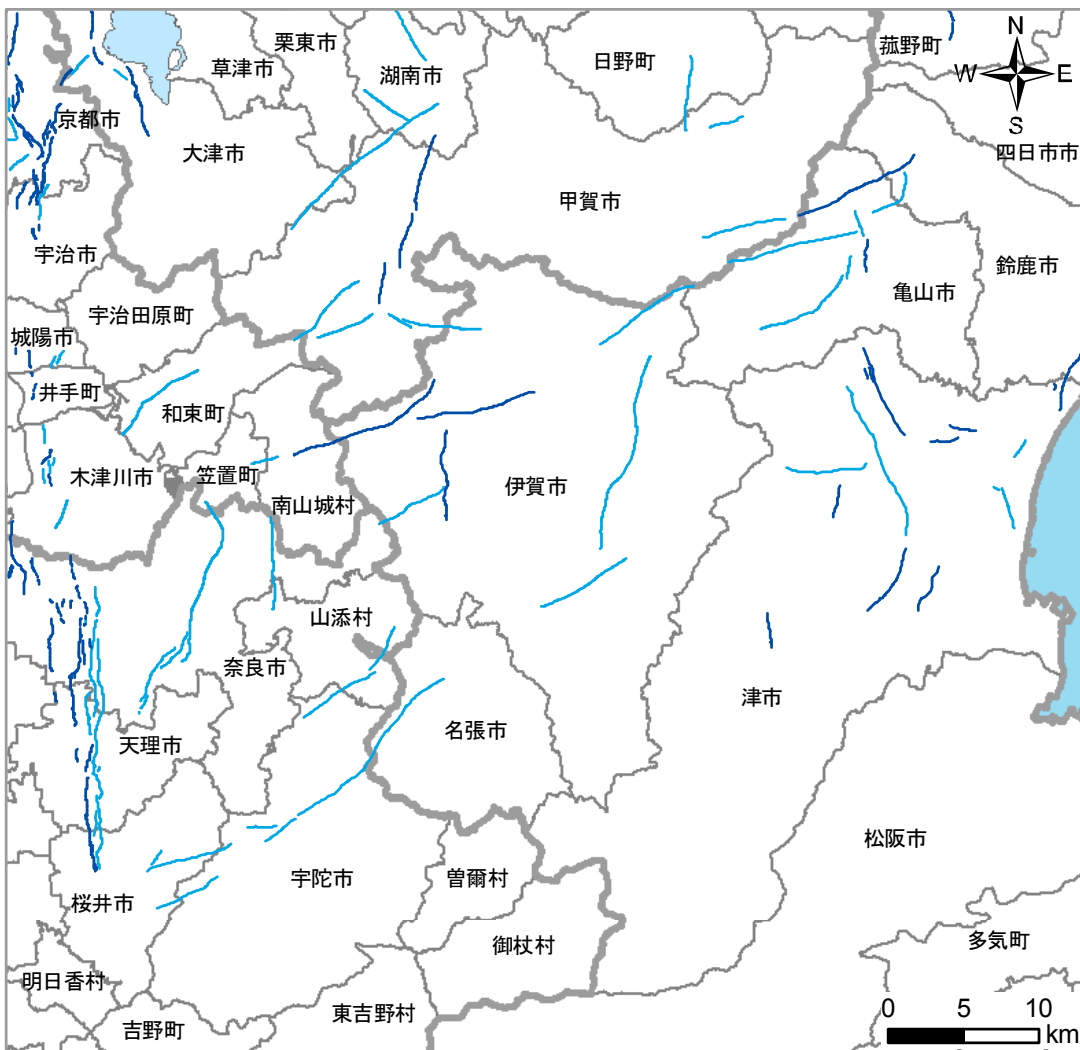 栗東市
草津市
湖南市
日野町
菰野町
N
W
E
S
京都市
大津市
四日市市
甲賀市
宇治市
鈴鹿市
亀山市
宇治田原町
城陽市
井手町
和東町
木津川市
笠置町
南山城村
伊賀市
山添村
奈良市
津市
天理市
名張市
松阪市
宇陀市
曽爾村
桜井市
御杖村
多気町
明日香村
東吉野村
吉野町
0 5 10
km